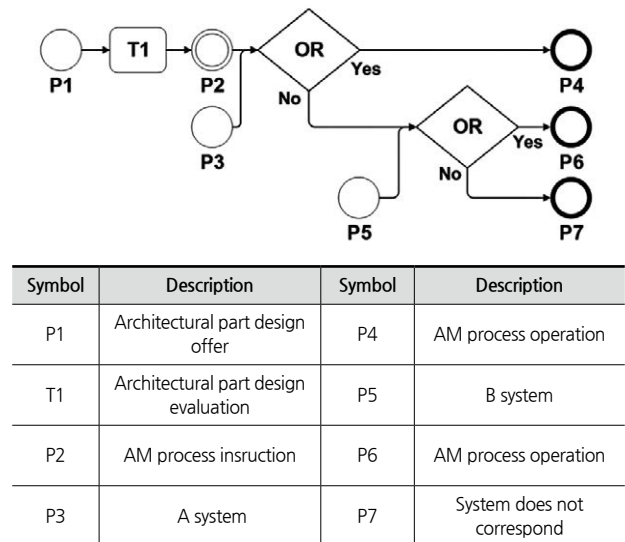 T1
OR
P1
P2
Yes
P4
No
OR
P3
Yes
P6
No
P5
P7
Symbol Description Symbol Description
P1 Architectural part design offer P4 AM process operation
T1 Architectural part design evaluation P5 B system
P2 AM process insruction P6 AM process operation
P3 A system P7 System does not correspond